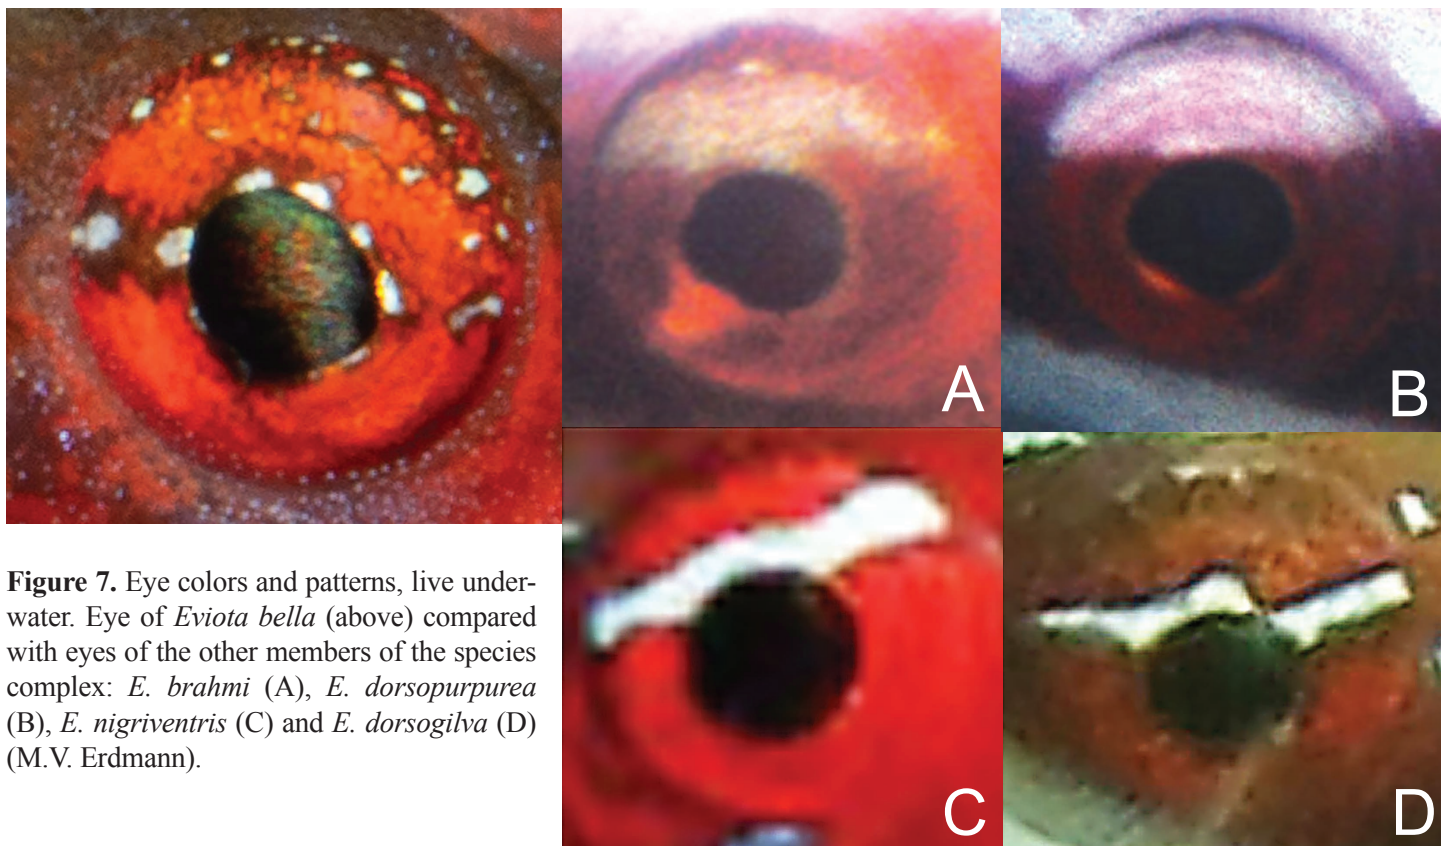 A
B
Figure 7. Eye colors and patterns, live under-
water. Eye of Eviota bella (above) compared
with eyes of the other members of the species
complex: E. brahmi (A), E. dorsopurpurea
(B), E. nigriventris (C) and E. dorsogilva (D)
(M.V. Erdmann).
C
D